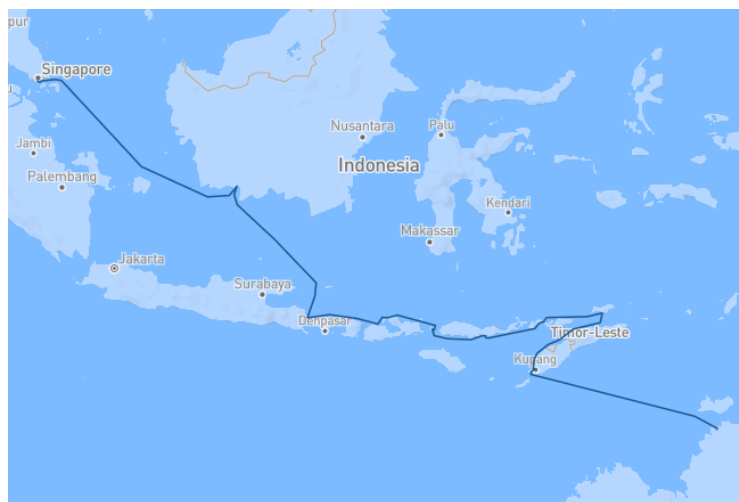 pur
Singapore
u
Jambi
Palembang
Nusantara
Palu
Indonesia
Kendari
Makassar
Jakarta
Surabaya
Denpasar
Timor-Leste
Kupang